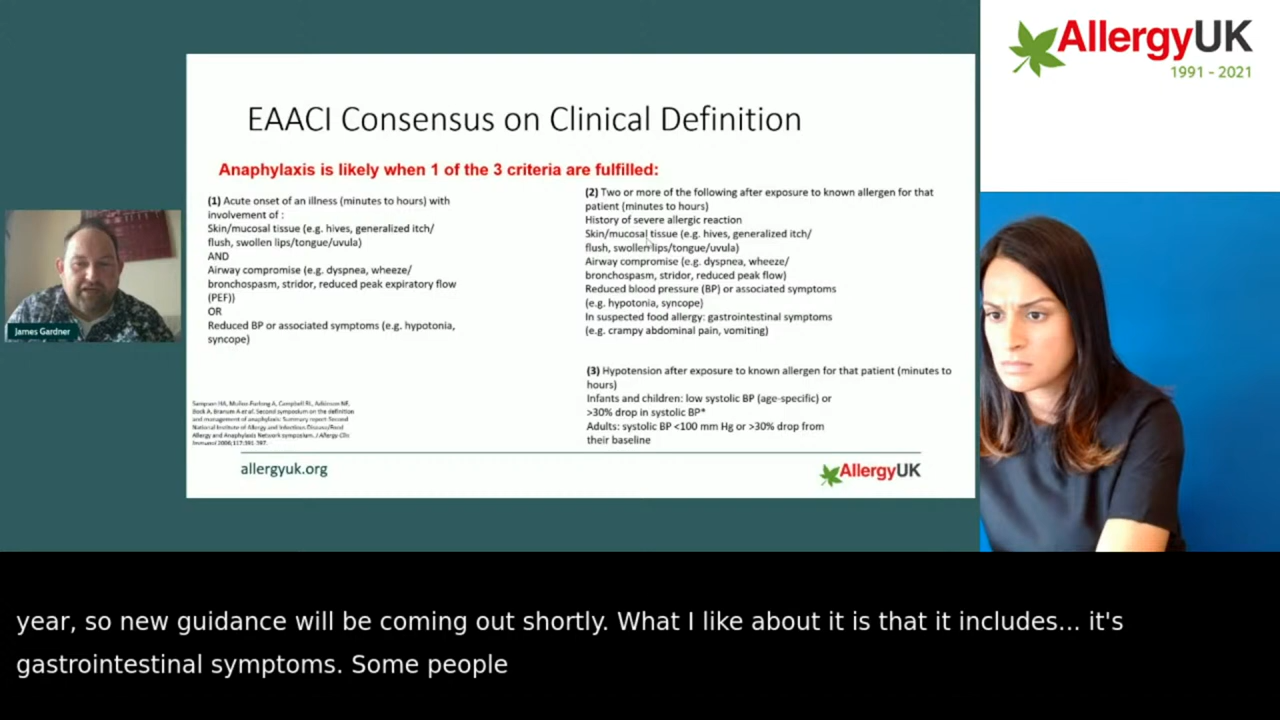 AllergyUK
1991 - 2021
EAACI Consensus on Clinical Definition
Anaphylaxis is likely when 1 of the 3 criteria are fulfilled:
(1) Acute onset of an illness (minutes to hours) with
involvement of :
Skin/mucosal tissue (e.g. hives, generalized itch/
flush, swollen lips/tongue/uvula)
AND
Airway compromise (e.g. dyspnea, wheeze/
bronchospasm, stridor, reduced peak expiratory flow
(PEF))
OR
Reduced BP or associated symptoms (e.g. hypotonia,
syncope)
(2) Two or more of the following after exposure to known allergen for that
patient (minutes to hours)
History of severe allergic reaction
Skin/mucosal tissue (e.g. hives, generalized itch/
flush, swollen lips/tongue/uvula)
Airway compromise (e.g. dyspnea, wheeze/
bronchospasm, stridor, reduced peak flow)
Reduced blood pressure (BP) or associated symptoms
(e.g. hypotonia, syncope)
In suspected food allergy: gastrointestinal symptoms
(e.g. crampy abdominal pain, vomiting)
(3) Hypotension after exposure to known allergen for that patient (minutes to
hours)
Infants and children: low systolic BP (age-specific) or
>30% drop in systolic BP*
Adults: systolic BP <100 mm Hg or >30% drop from
their baseline
Sampson HA, Muñoz-Furlong A, Campbell RL, Adkinson NF,
Bock A, Branum A et al. Second symposium on the definition
and management of anaphylaxis: Summary report-Second
National Institute of Allergy and Infectious Disease/Food
Allergy and Anaphylaxis Network symposium. J Allergy Clin
Immunol 2006;117:391-397.
allergyuk.org
AllergyUK
James Gardner
year, so new guidance will be coming out shortly. What I like about it is that it includes... it's
gastrointestinal symptoms. Some people